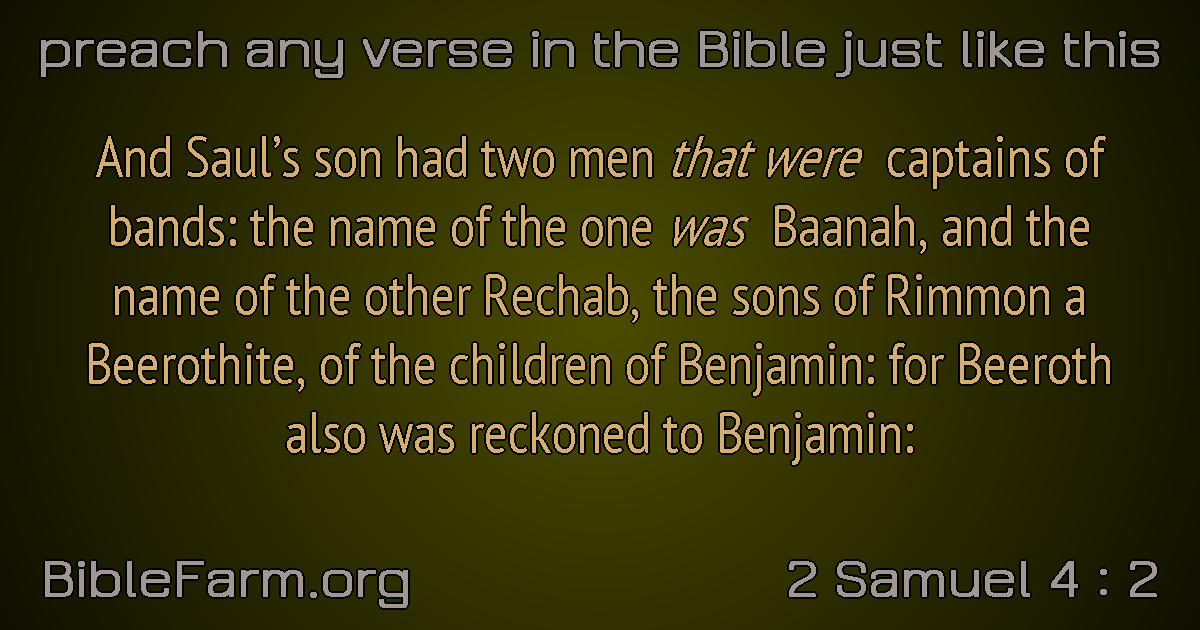 preach any verse in the Bible just like this
And Saul’s son had two men that were captains of
bands: the name of the one was Baanah, and the
name of the other Rechab, the sons of Rimmon a
Beerothite, of the children of Benjamin: for Beeroth
also was reckoned to Benjamin:
BibleFarm.org
2 Samuel 4 : 2